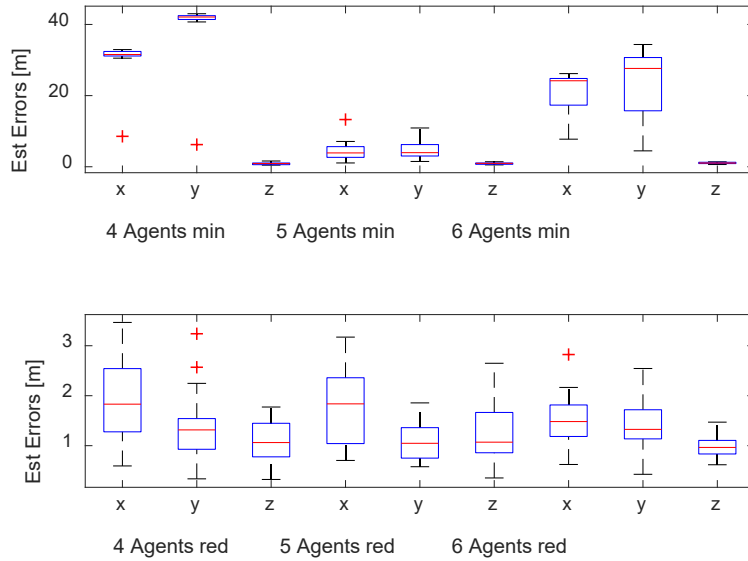 Est Errors [m]
40
20
0
x y z x y z x y z
4 Agents min 5 Agents min 6 Agents min
Est Errors [m]
3
2
1
x y z x y z x y z
4 Agents red 5 Agents red 6 Agents red